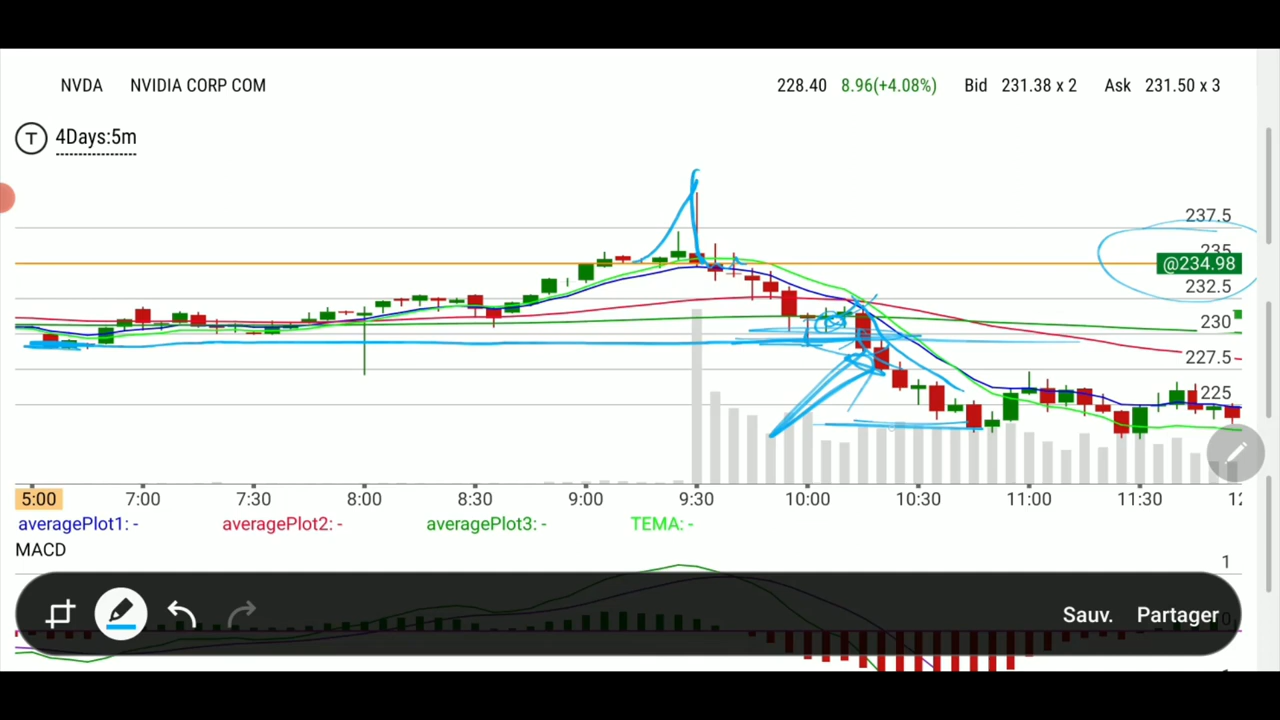 NVDA NVIDIA CORP COM 228.40 8.96(+4.08%) Bid 231.38 x 2 Ask 231.50 x 3
T 4Days:5m
237.5
235
@234.98
232.5
230
227.5
225
5:00 7:00 7:30 8:00 8:30 9:00 9:30 10:00 10:30 11:00 11:30
averagePlot1: - averagePlot2: - averagePlot3: - TEMA: -
MACD
1
Sauv. Partager
0